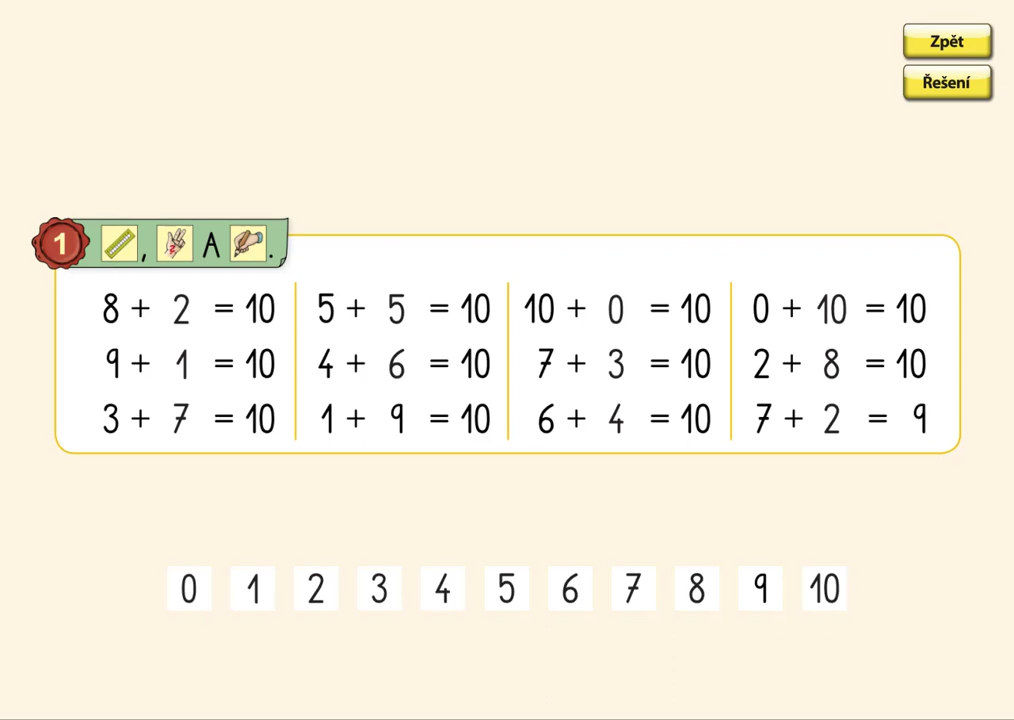 Zpět
Řešení
1 , A .
8 + 2 = 10 5 + 5 = 10 10 + 0 = 10 0 + 10 = 10
9 + 1 = 10 4 + 6 = 10 7 + 3 = 10 2 + 8 = 10
3 + 7 = 10 1 + 9 = 10 6 + 4 = 10 7 + 2 = 9
0 1 2 3 4 5 6 7 8 9 10